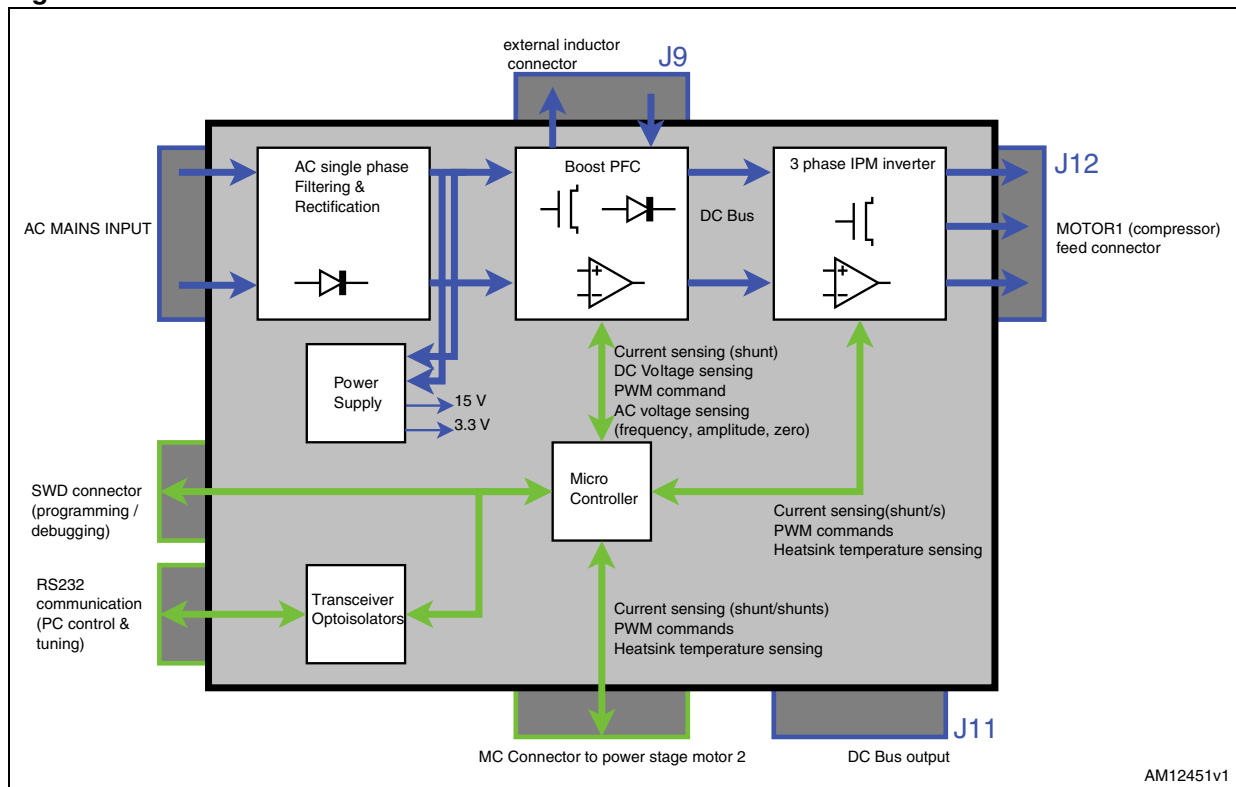 external inductor
connector
J9
AC single phase
Filtering &
Rectification
Boost PFC
3 phase IPM inverter
J12
AC MAINS INPUT
DC Bus
MOTOR1 (compressor)
feed connector
Power
Supply
15 V
3.3 V
Current sensing (shunt)
DC Voltage sensing
PWM command
AC voltage sensing
(frequency, amplitude, zero)
Micro
Controller
SWD connector
(programming /
debugging)
Current sensing(shunt/s)
PWM commands
Heatsink temperature sensing
RS232
communication
(PC control &
tuning)
Transceiver
Optoisolators
Current sensing (shunt/shunts)
PWM commands
Heatsink temperature sensing
J11
MC Connector to power stage motor 2
DC Bus output
AM12451v1